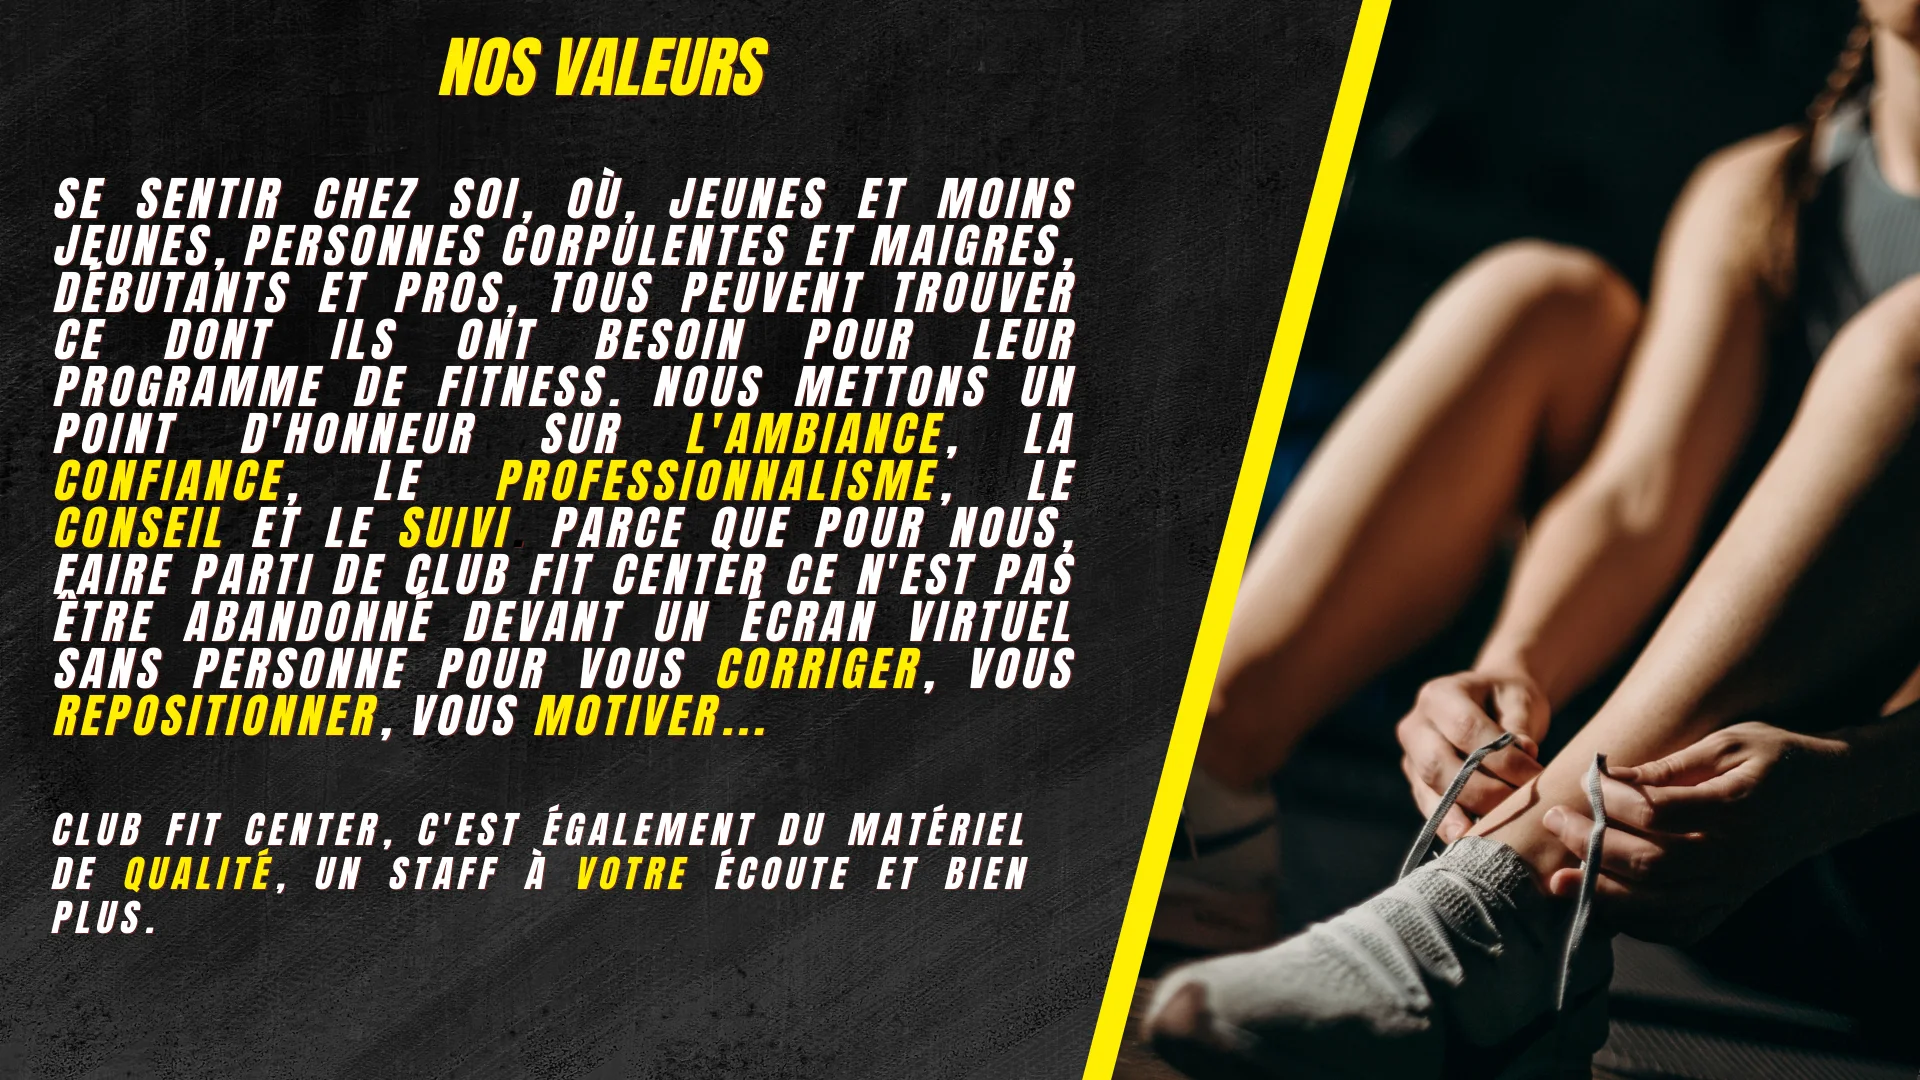 NOS VALEURS
SE SENTIR CHEZ SOI, OÙ, JEUNES ET MOINS
JEUNES, PERSONNES CORPULENTES ET MAIGRES,
DÉBUTANTS ET PROS, TOUS PEUVENT TROUVER
CE DONT ILS ONT BESOIN POUR LEUR
PROGRAMME DE FITNESS. NOUS METTONS UN
POINT D'HONNEUR SUR L'AMBIANCE, LA
CONFIANCE, LE PROFESSIONNALISME, LE
CONSEIL ET LE SUIVI. PARCE QUE POUR NOUS,
FAIRE PARTI DE CLUB FIT CENTER CE N'EST PAS
ÊTRE ABANDONNÉ DEVANT UN ÉCRAN VIRTUEL
SANS PERSONNE POUR VOUS CORRIGER, VOUS
REPOSITIONNER, VOUS MOTIVER...
CLUB FIT CENTER, C'EST ÉGALEMENT DU MATÉRIEL
DE QUALITÉ, UN STAFF À VOTRE ÉCOUTE ET BIEN
PLUS.